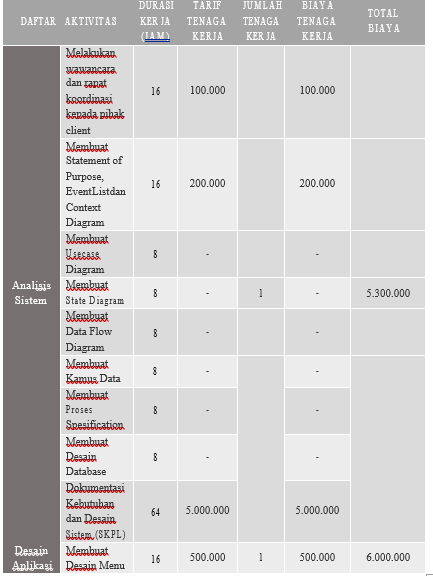 DAFTAR AKTIVITAS
DURASI
KERJA
(JAM)
TARIF
TENAGA
KERJA
JUMLAH
TENAGA
KERJA
BIAYA
TENAGA
KERJA
TOTAL
BIAYA
Analisis
Sistem
Melakukan
wawancara
dan rapat
koordinasi
kepada pihak
client
16
100.000
100.000
Membuat
Statement of
Purpose,
EventListdan
Context
Diagram
16
200.000
200.000
Membuat
Usecase
Diagram
8
-
-
Membuat
State Diagram
8
-
1
-
5.300.000
Membuat
Data Flow
Diagram
8
-
-
Membuat
Kamus Data
8
-
-
Membuat
Proses
Spesification
8
-
-
Membuat
Desain
Database
8
-
-
Dokumentasi
Kebutuhan
dan Desain
Sistem (SKPL)
64
5.000.000
5.000.000
Desain
Aplikasi
Membuat
Desain Menu
16
500.000
1
500.000
6.000.000